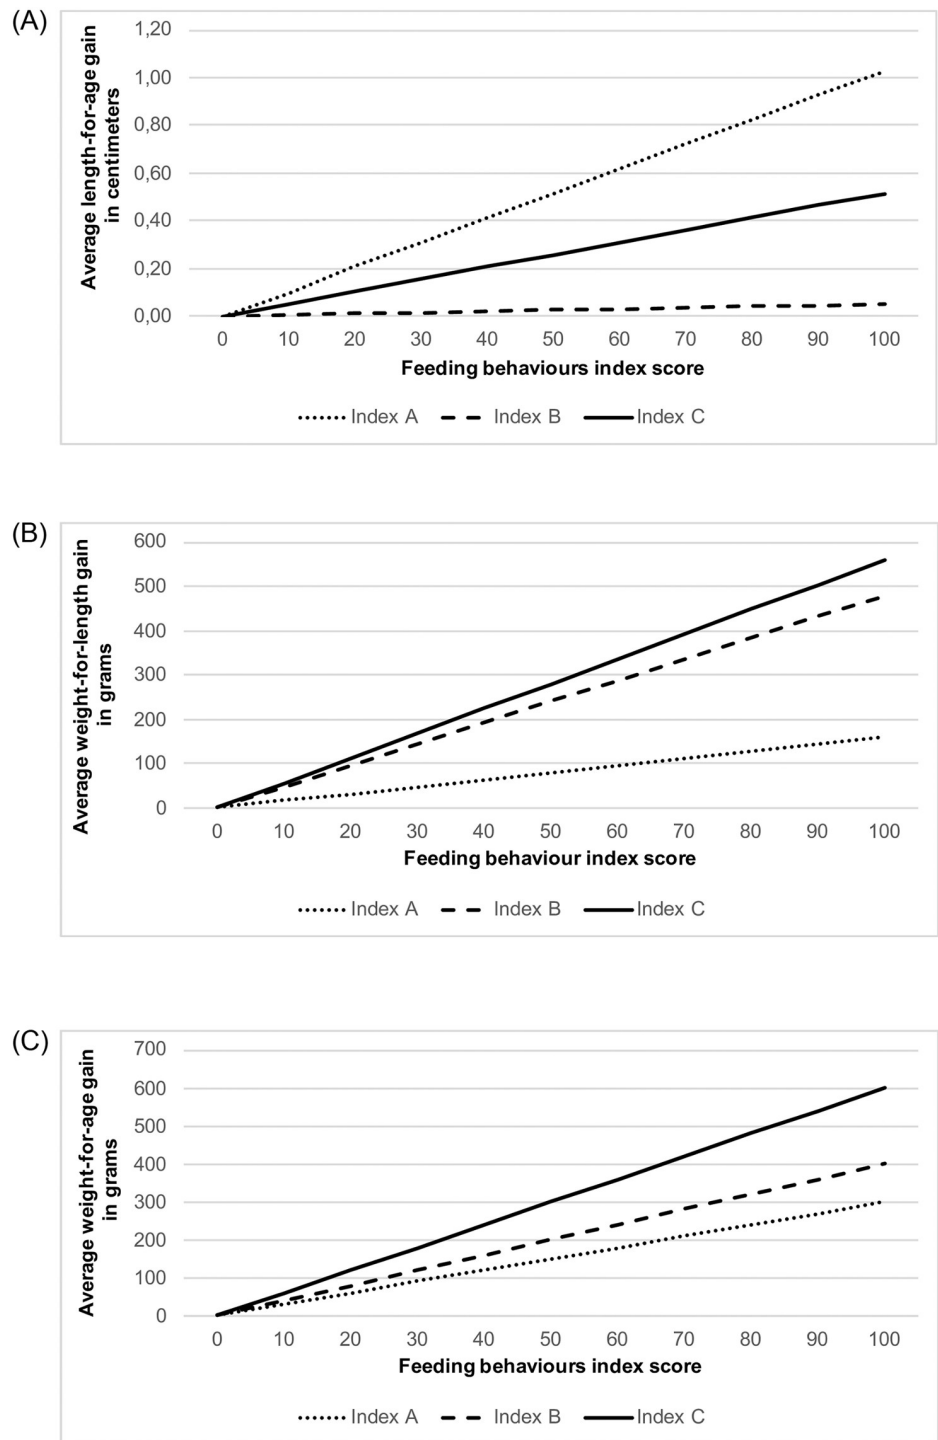 (A)
Average length-for-age gain
in centimeters
1,20
1,00
0,80
0,60
0,40
0,20
0,00
0 10 20 30 40 50 60 70 80 90 100
Feeding behaviours index score
Index A Index B Index C
(B)
Average weight-for-length gain
in grams
600
500
400
300
200
100
0
0 10 20 30 40 50 60 70 80 90 100
Feeding behaviour index score
Index A Index B Index C
(C)
Average weight-for-age gain
in grams
700
600
500
400
300
200
100
0
0 10 20 30 40 50 60 70 80 90 100
Feeding behaviours index score
Index A Index B Index C